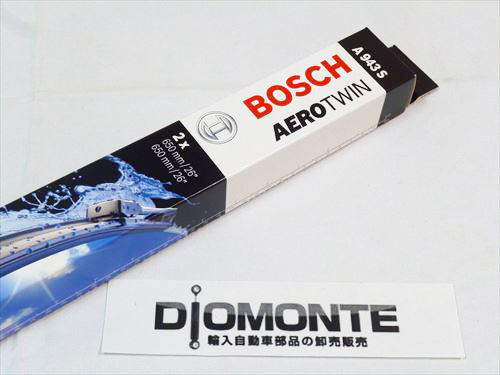 A 943 S
BOSCH
AEROTWIN
2 x
650 mm / 26"
650 mm / 26"
DIOMONTE
輸入自動車部品の卸売販売